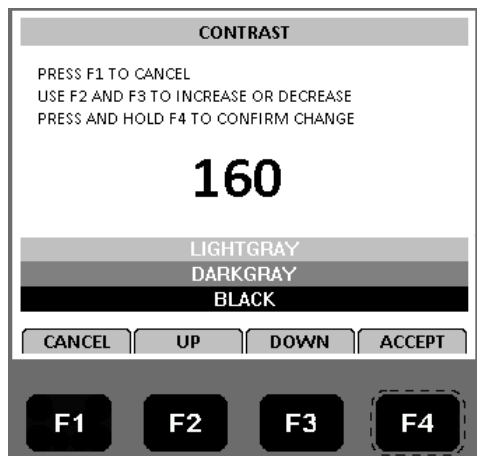 CONTRAST
PRESS F1 TO CANCEL
USE F2 AND F3 TO INCREASE OR DECREASE
PRESS AND HOLD F4 TO CONFIRM CHANGE
160
LIGHTGRAY
DARKGRAY
BLACK
CANCEL UP DOWN ACCEPT
F1 F2 F3 F4